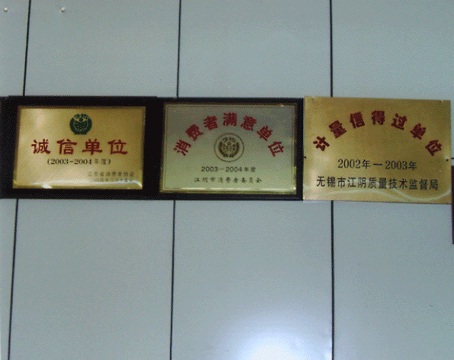 诚信单位
(2003-2004年度)
消费者满意单位
2003-2004年度
江阴市消费者委员会
计量信得过单位
2002年-2003年
无锡市江阴质量技术监督局